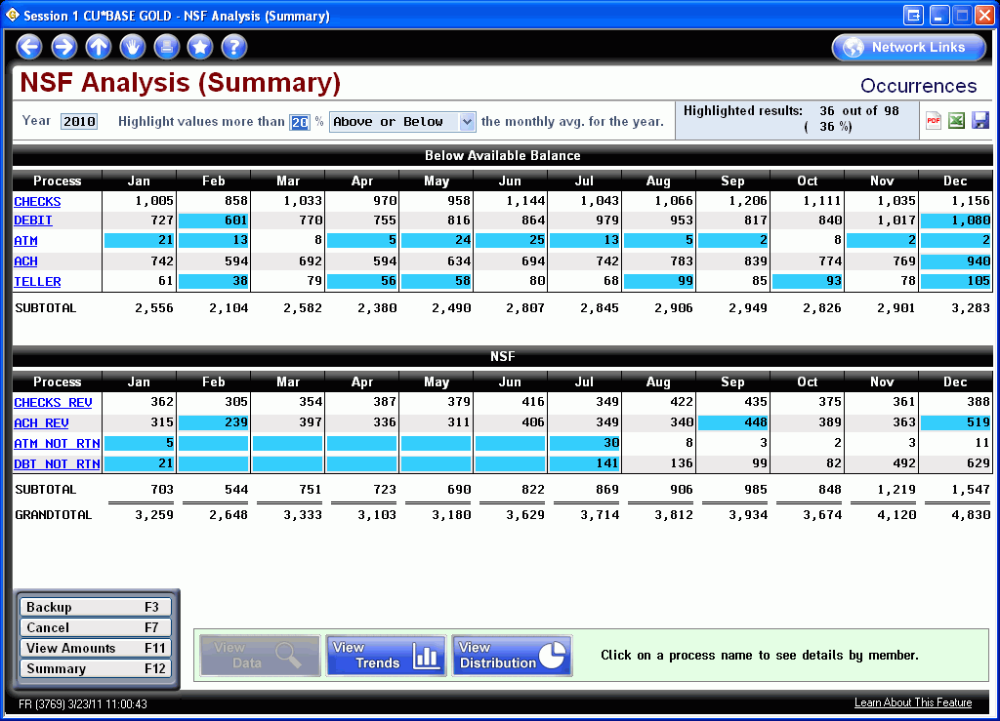 Session 1 CU*BASE GOLD - NSF Analysis (Summary)
Network Links
NSF Analysis (Summary)
Occurrences
Year 2010 Highlight values more than 20 % Above or Below the monthly avg. for the year.
Highlighted results: 36 out of 98
( 36 %)
PDF
Below Available Balance
Process Jan Feb Mar Apr May Jun Jul Aug Sep Oct Nov Dec
CHECKS 1,005 858 1,033 970 958 1,144 1,043 1,066 1,206 1,111 1,035 1,156
DEBIT 727 601 770 755 816 864 979 953 817 840 1,017 1,080
ATM 21 13 8 5 24 25 13 5 2 8 2 2
ACH 742 594 692 594 634 694 742 783 839 774 769 940
TELLER 61 38 79 56 58 80 68 99 85 93 78 105
SUBTOTAL 2,556 2,104 2,582 2,380 2,490 2,807 2,845 2,906 2,949 2,826 2,901 3,283
NSF
Process Jan Feb Mar Apr May Jun Jul Aug Sep Oct Nov Dec
CHECKS REV 362 305 354 387 379 416 349 422 435 375 361 388
ACH REV 315 239 397 336 311 406 349 340 448 389 363 519
ATM NOT RTN 5 30 8 3 2 3 11
DBT NOT RTN 21 141 136 99 82 492 629
SUBTOTAL 703 544 751 723 690 822 869 906 985 848 1,219 1,547
GRANDTOTAL 3,259 2,648 3,333 3,103 3,180 3,629 3,714 3,812 3,934 3,674 4,120 4,830
Backup F3
Cancel F7
View Amounts F11
Summary F12
View Data
View Trends
View Distribution
Click on a process name to see details by member.
FR (3769) 3/23/11 11:00:43
Learn About This Feature